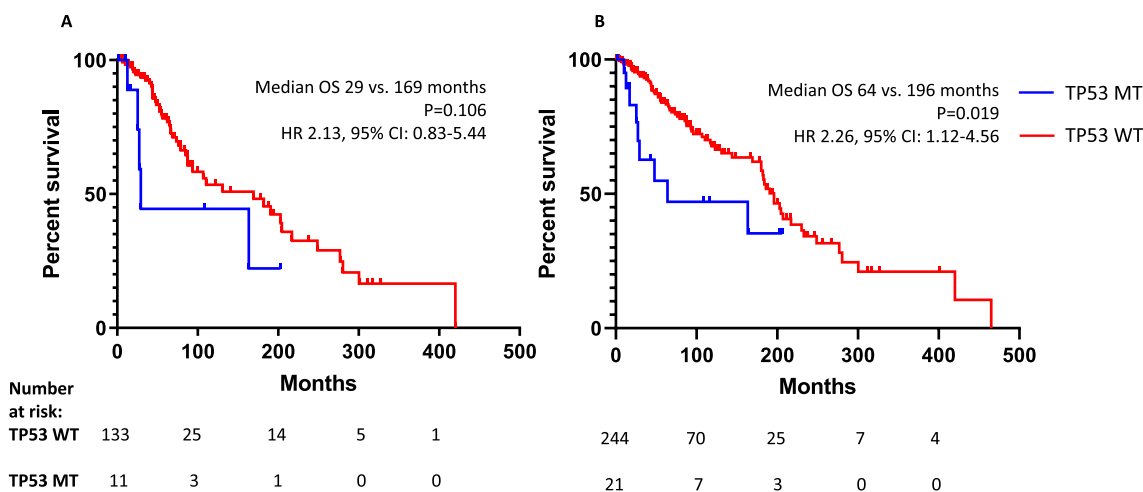 A
B
Median OS 29 vs. 169 months
P=0.106
HR 2.13, 95% CI: 0.83-5.44
Median OS 64 vs. 196 months
P=0.019
HR 2.26, 95% CI: 1.12-4.56
TP53 MT
TP53 WT
Percent survival
100
50
0
0 100 200 300 400 500
Months
Percent survival
100
50
0
0 100 200 300 400 500
Months
Number
at risk:
TP53 WT 133 25 14 5 1
244 70 25 7 4
TP53 MT 11 3 1 0 0
21 7 3 0 0